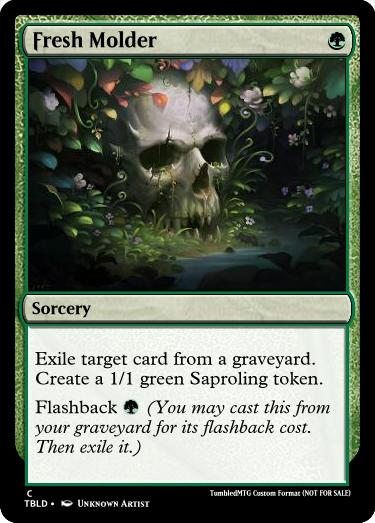 Fresh Molder
Sorcery
Exile target card from a graveyard.
Create a 1/1 green Saproling token.
Flashback (You may cast this from
your graveyard for its flashback cost.
Then exile it.)
C
TBLD • Unknown Artist
TumbledMTG Custom Format (NOT FOR SALE)